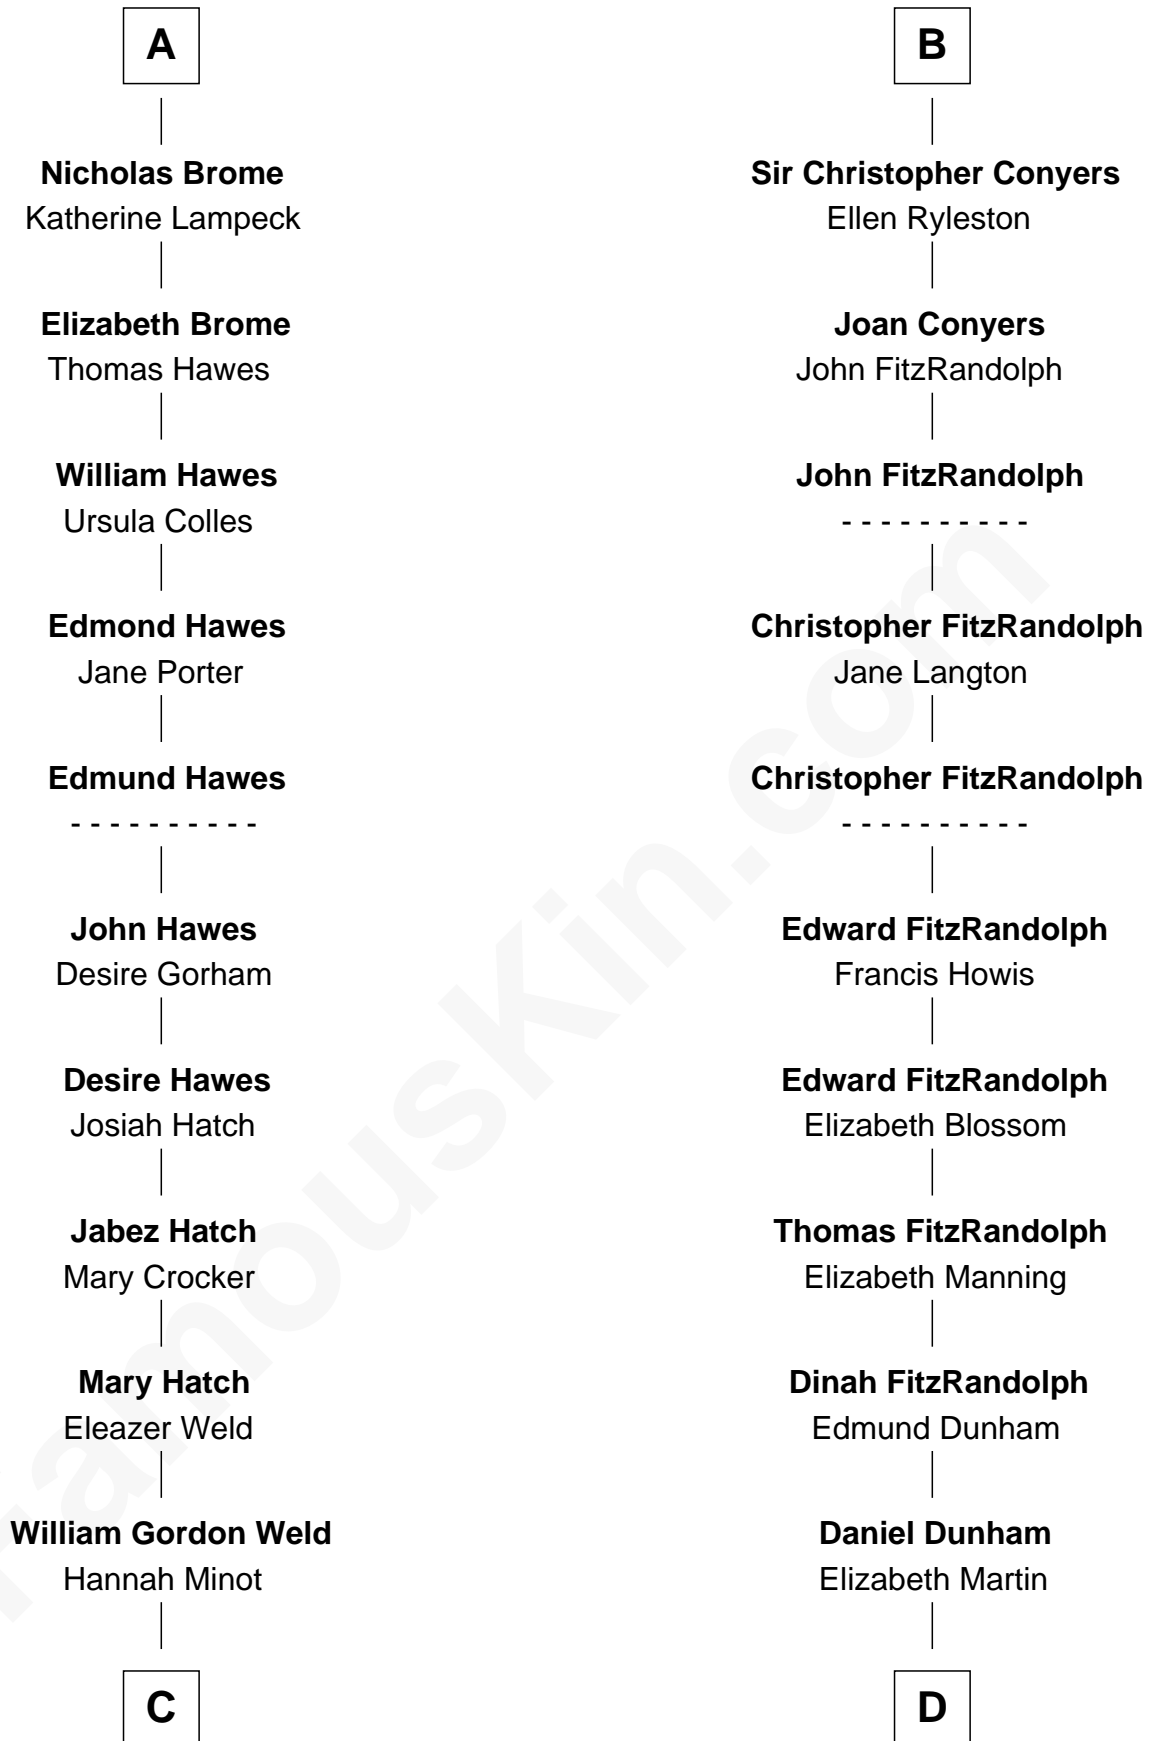 A
Nicholas Brome
Katherine Lampeck
Elizabeth Brome
Thomas Hawes
William Hawes
Ursula Colles
Edmond Hawes
Jane Porter
Edmund Hawes
- - - - - - - - - -
John Hawes
Desire Gorham
Desire Hawes
Josiah Hatch
Jabez Hatch
Mary Crocker
Mary Hatch
Eleazer Weld
William Gordon Weld
Hannah Minot
C
B
Sir Christopher Conyers
Ellen Ryleston
Joan Conyers
John FitzRandolph
John FitzRandolph
- - - - - - - - - -
Christopher FitzRandolph
Jane Langton
Christopher FitzRandolph
- - - - - - - - - -
Edward FitzRandolph
Francis Howis
Edward FitzRandolph
Elizabeth Blossom
Thomas FitzRandolph
Elizabeth Manning
Dinah FitzRandolph
Edmund Dunham
Daniel Dunham
Elizabeth Martin
D
FamousKin.com